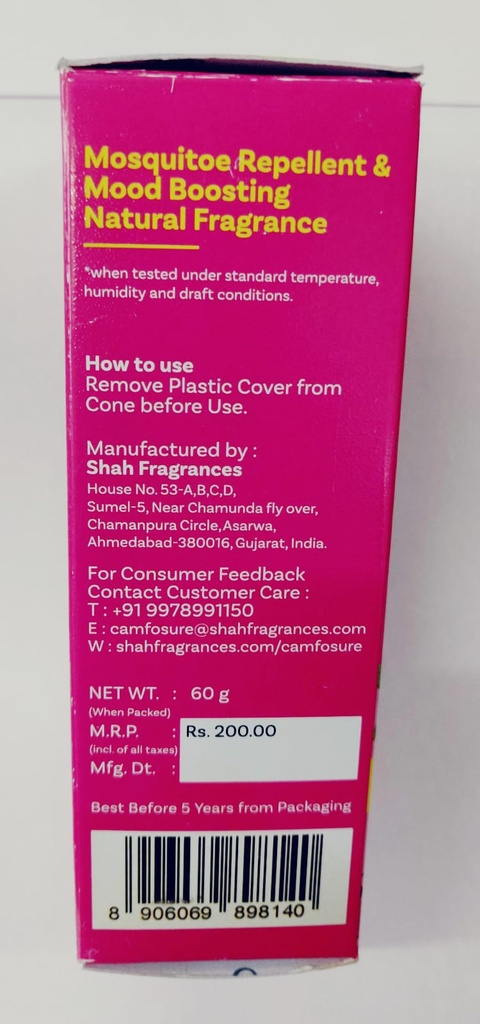 Mosquitoe Repellent &
Mood Boosting
Natural Fragrance
*when tested under standard temperature,
humidity and draft conditions.
How to use
Remove Plastic Cover from
Cone before Use.
Manufactured by :
Shah Fragrances
House No. 53-A,B,C,D,
Sumel-5, Near Chamunda fly over,
Chamanpura Circle, Asarwa,
Ahmedabad-380016, Gujarat, India.
For Consumer Feedback
Contact Customer Care :
T : +91 9978991150
E : camfosure@shahfragrances.com
W : shahfragrances.com/camfosure
NET WT. : 60 g
(When Packed)
M.R.P. : Rs. 200.00
(incl. of all taxes)
Mfg. Dt. :
Best Before 5 Years from Packaging
8 906069 898140